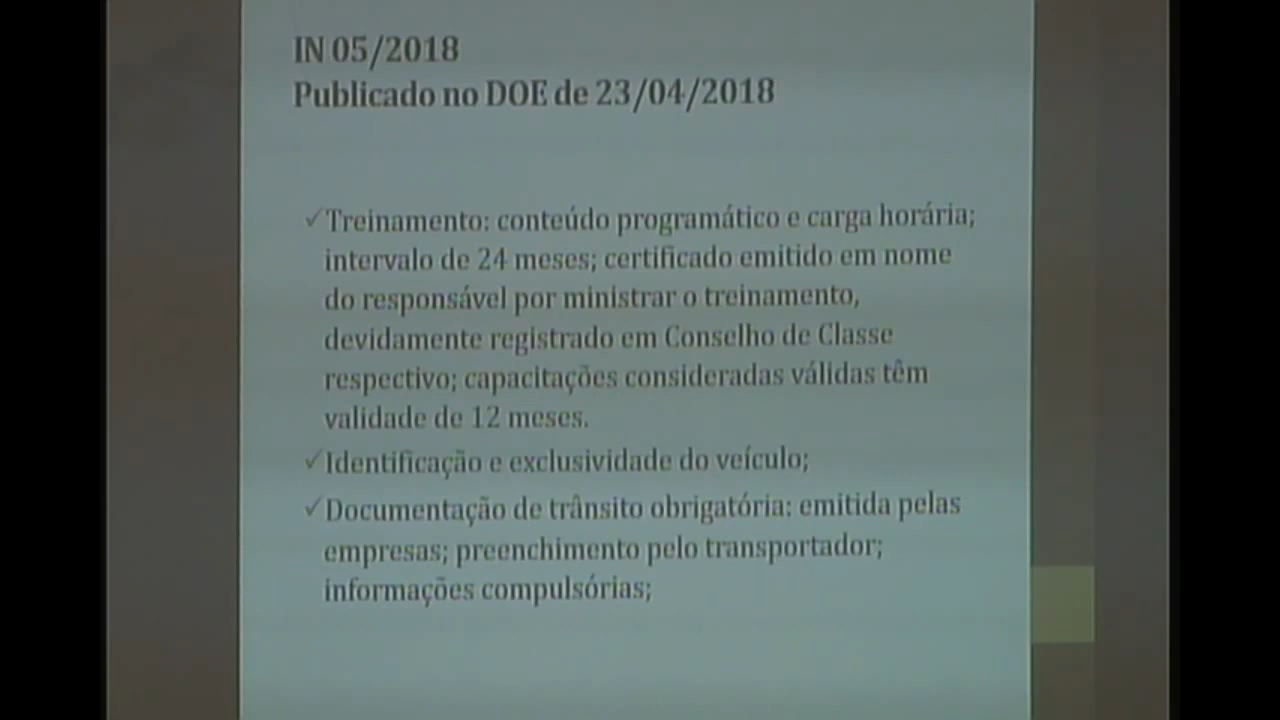 IN 05/2018
Publicado no DOE de 23/04/2018
✓Treinamento: conteúdo programático e carga horária;
intervalo de 24 meses; certificado emitido em nome
do responsável por ministrar o treinamento,
devidamente registrado em Conselho de Classe
respectivo; capacitações consideradas válidas têm
validade de 12 meses.
✓Identificação e exclusividade do veículo;
✓Documentação de trânsito obrigatória: emitida pelas
empresas; preenchimento pelo transportador;
informações compulsórias;